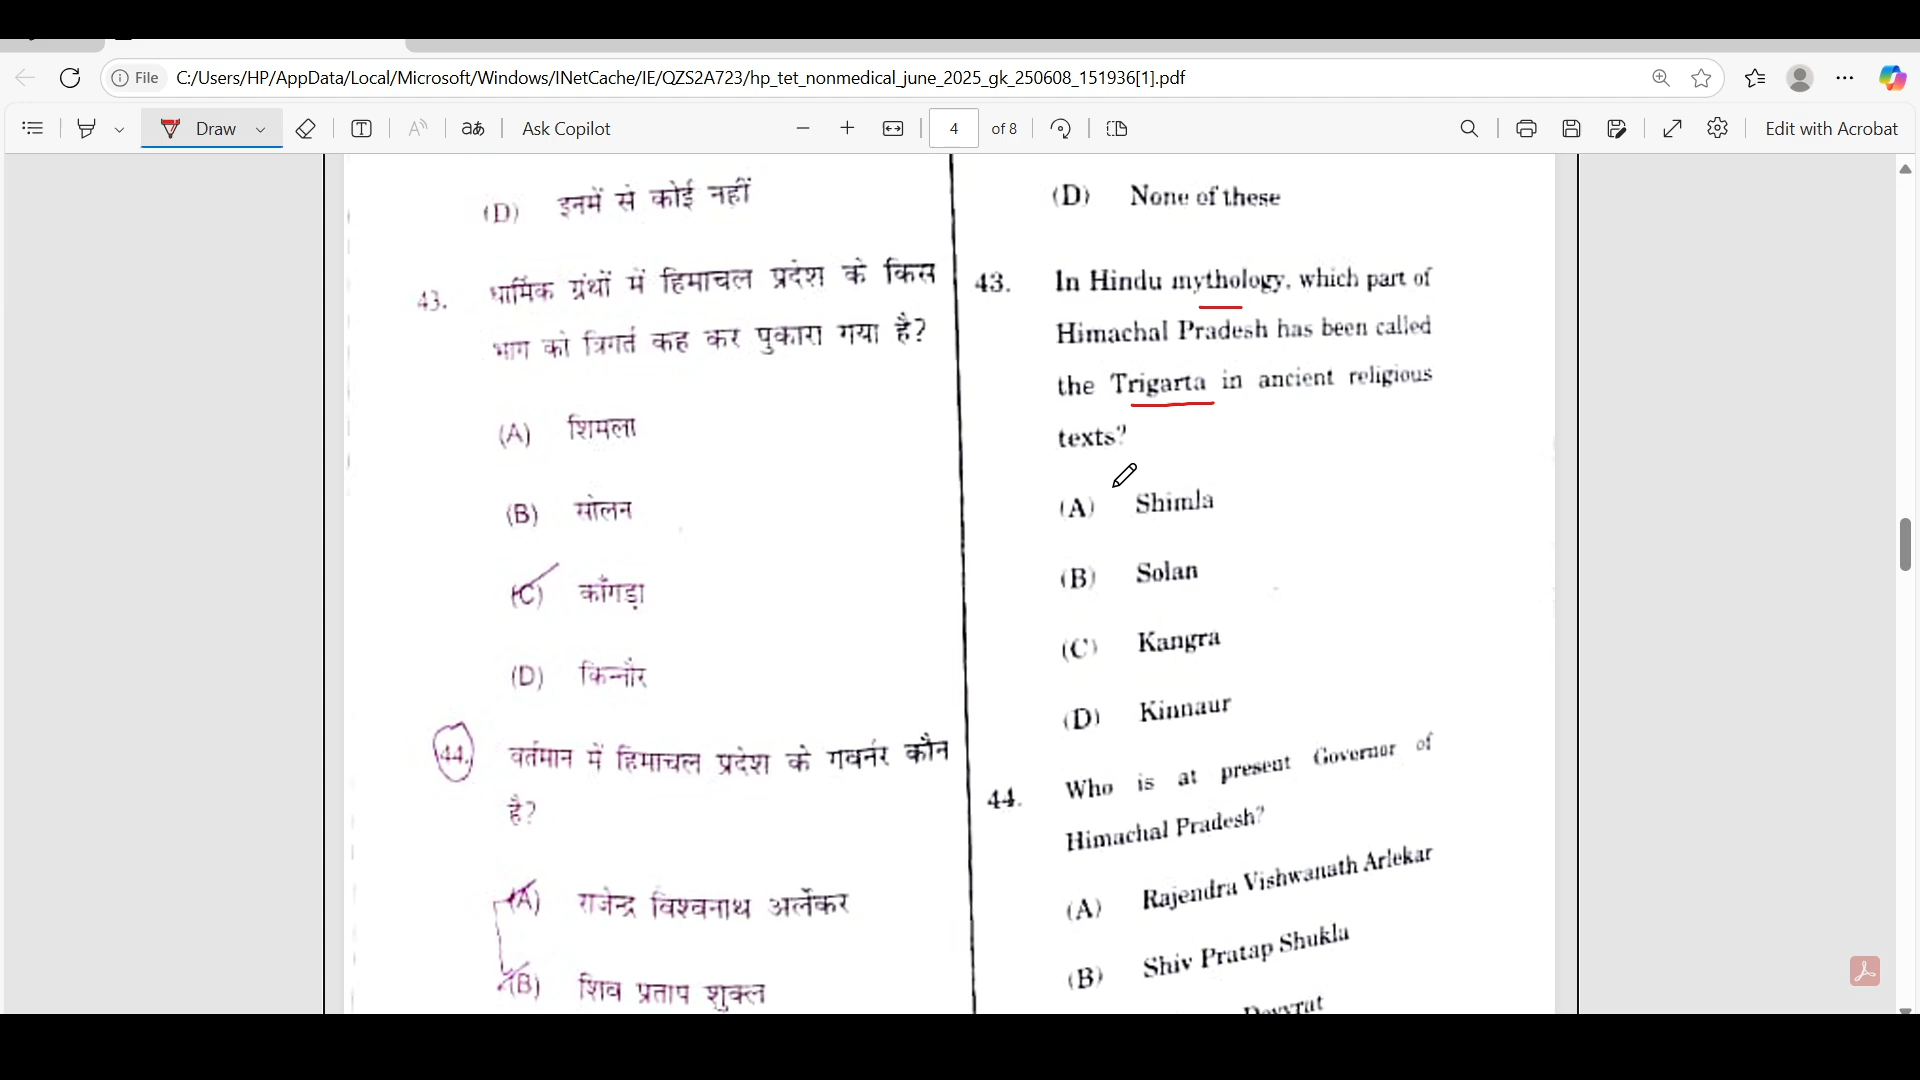 File
C:/Users/HP/AppData/Local/Microsoft/Windows/INetCache/IE/QZS2A723/hp_tet_nonmedical_june_2025_gk_250608_151936[1].pdf
Draw
Ask Copilot
4 of 8
Edit with Acrobat
(D) इनमें से कोई नहीं
43. धार्मिक ग्रंथों में हिमाचल प्रदेश के किस
भाग को त्रिगर्त कह कर पुकारा गया है?
(A) शिमला
(B) सोलन
(C) काँगड़ा
(D) किन्नौर
44. वर्तमान में हिमाचल प्रदेश के गवर्नर कौन
है?
(A) राजेन्द्र विश्वनाथ अर्लेकर
(B) शिव प्रताप शुक्ल
(D) None of these
43. In Hindu mythology, which part of
Himachal Pradesh has been called
the Trigarta in ancient religious
texts?
(A) Shimla
(B) Solan
(C) Kangra
(D) Kinnaur
44. Who is at present Governor of
Himachal Pradesh?
(A) Rajendra Vishwanath Arlekar
(B) Shiv Pratap Shukla